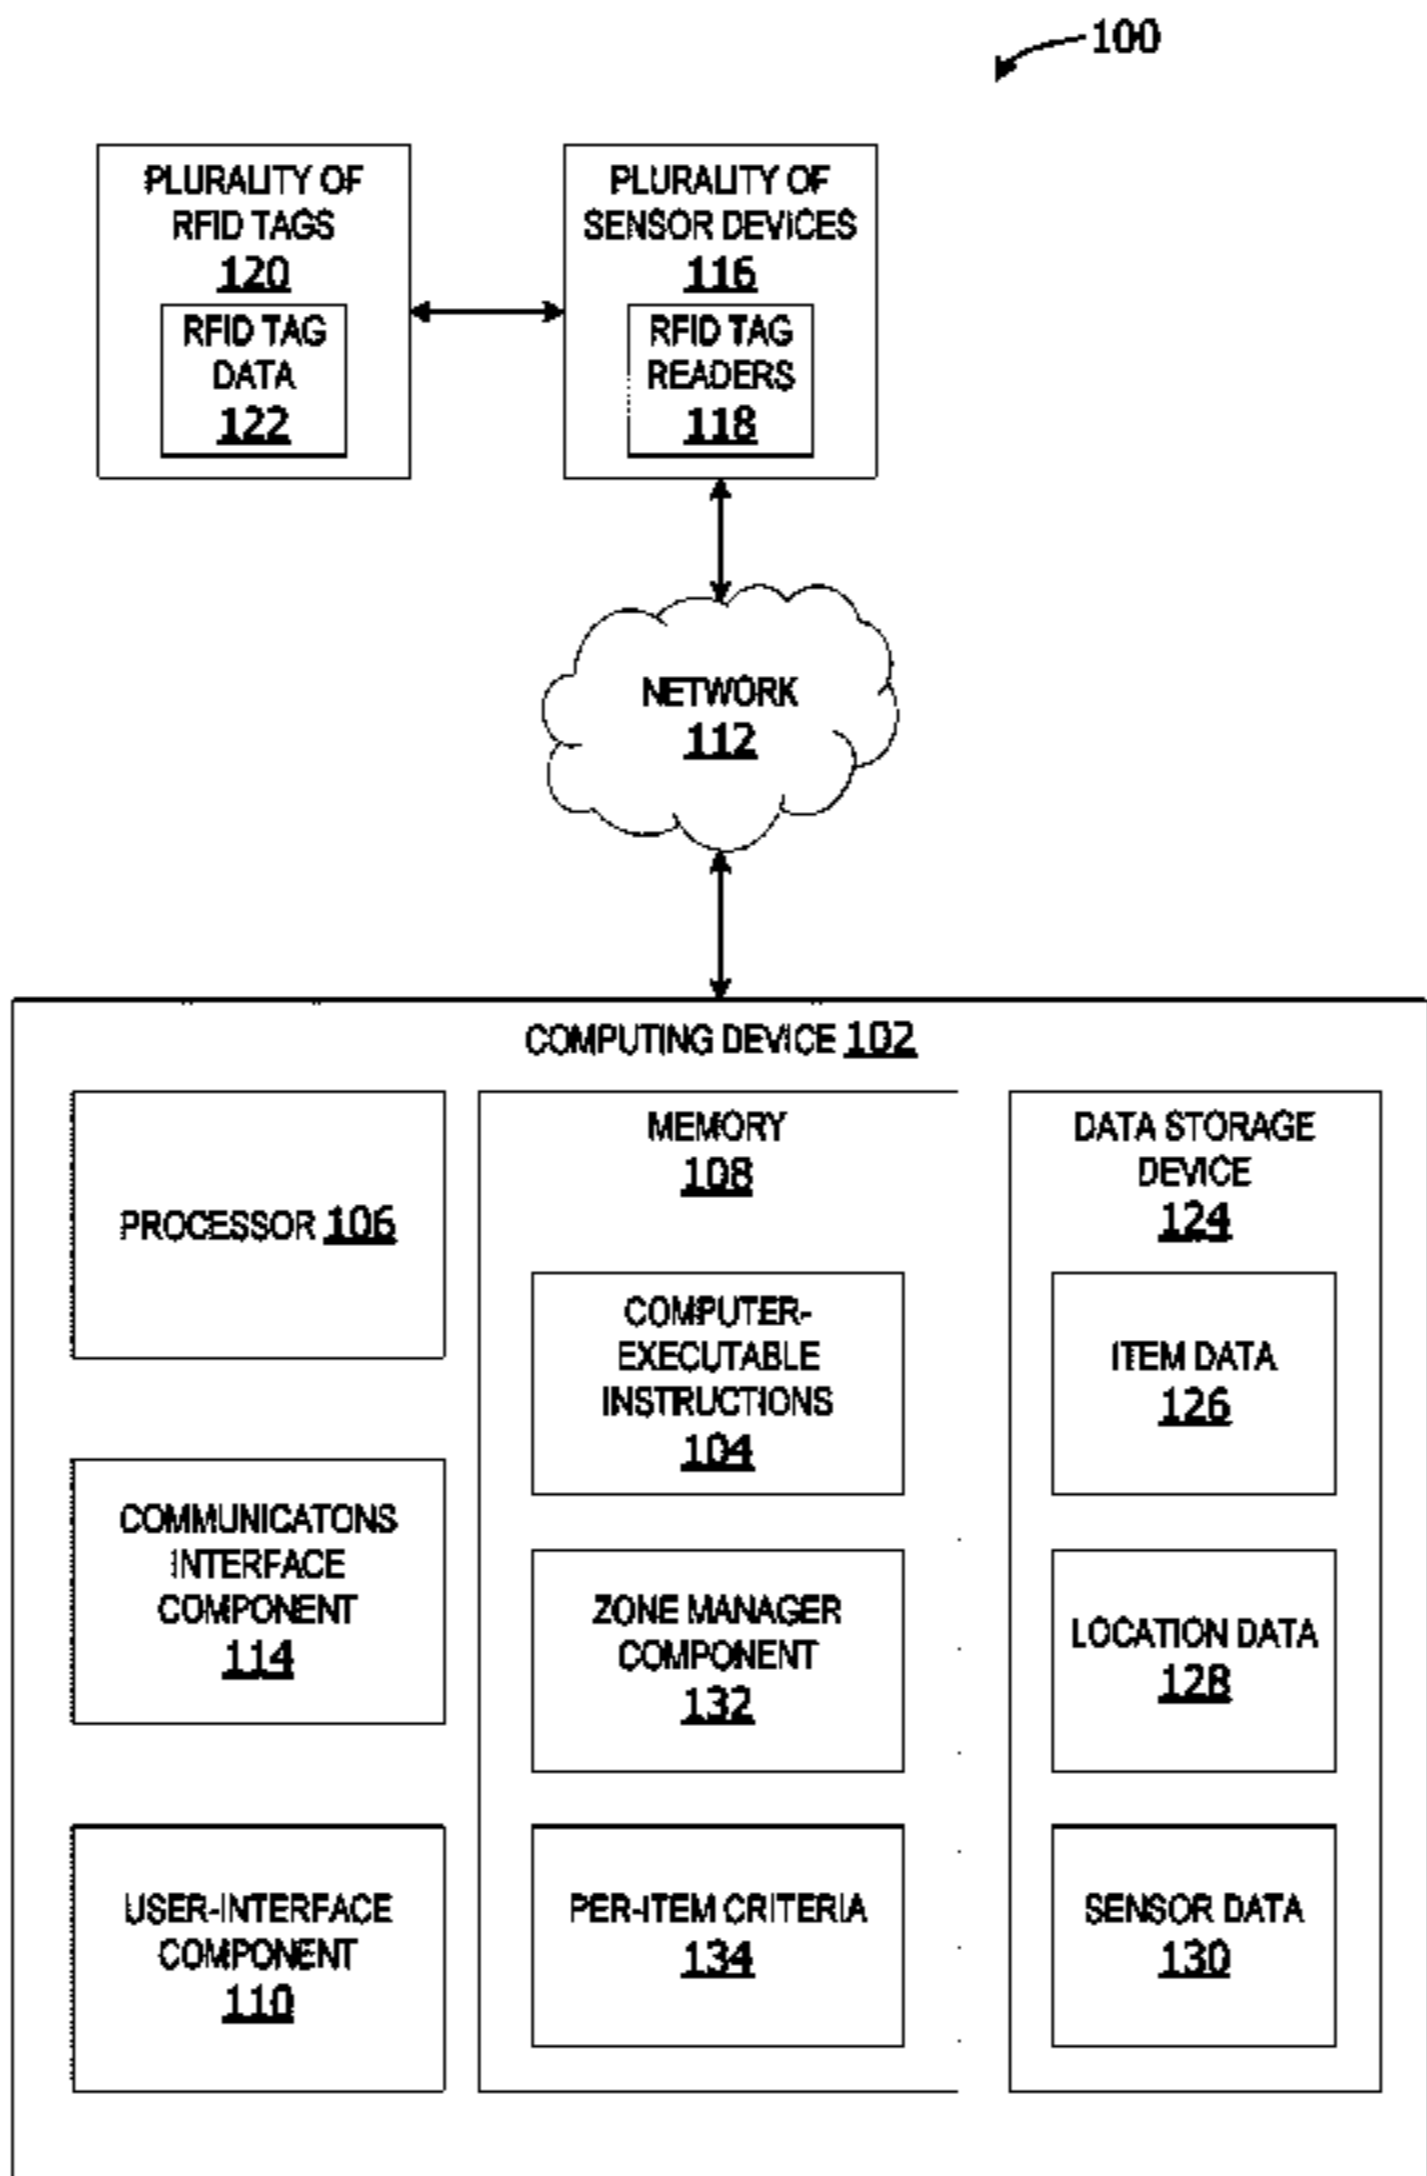 100
PLURALITY OF
RFID TAGS
120
RFID TAG
DATA
122
PLURALITY OF
SENSOR DEVICES
116
RFID TAG
READERS
118
NETWORK
112
COMPUTING DEVICE 102
PROCESSOR 106
COMMUNICATONS
INTERFACE
COMPONENT
114
USER-INTERFACE
COMPONENT
110
MEMORY
108
COMPUTER-
EXECUTABLE
INSTRUCTIONS
104
ZONE MANAGER
COMPONENT
132
PER-ITEM CRITERIA
134
DATA STORAGE
DEVICE
124
ITEM DATA
126
LOCATION DATA
128
SENSOR DATA
130